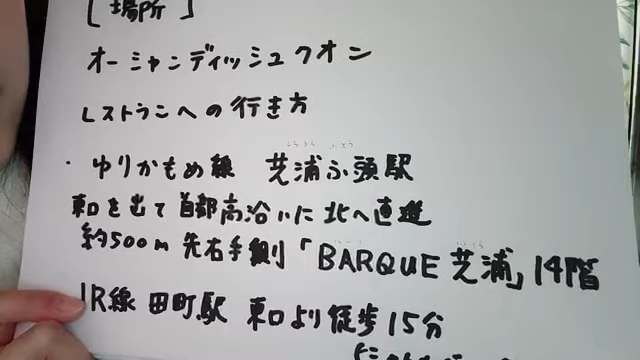 [場所]
オーシャンディッシュクオン
レストランへの行き方
・ゆりかもめ線 芝浦ふ頭駅
東口を出て首都高沿いに北へ直進
約500m先右手側「BARQUE芝浦」14階
JR線 田町駅 東口より徒歩15分